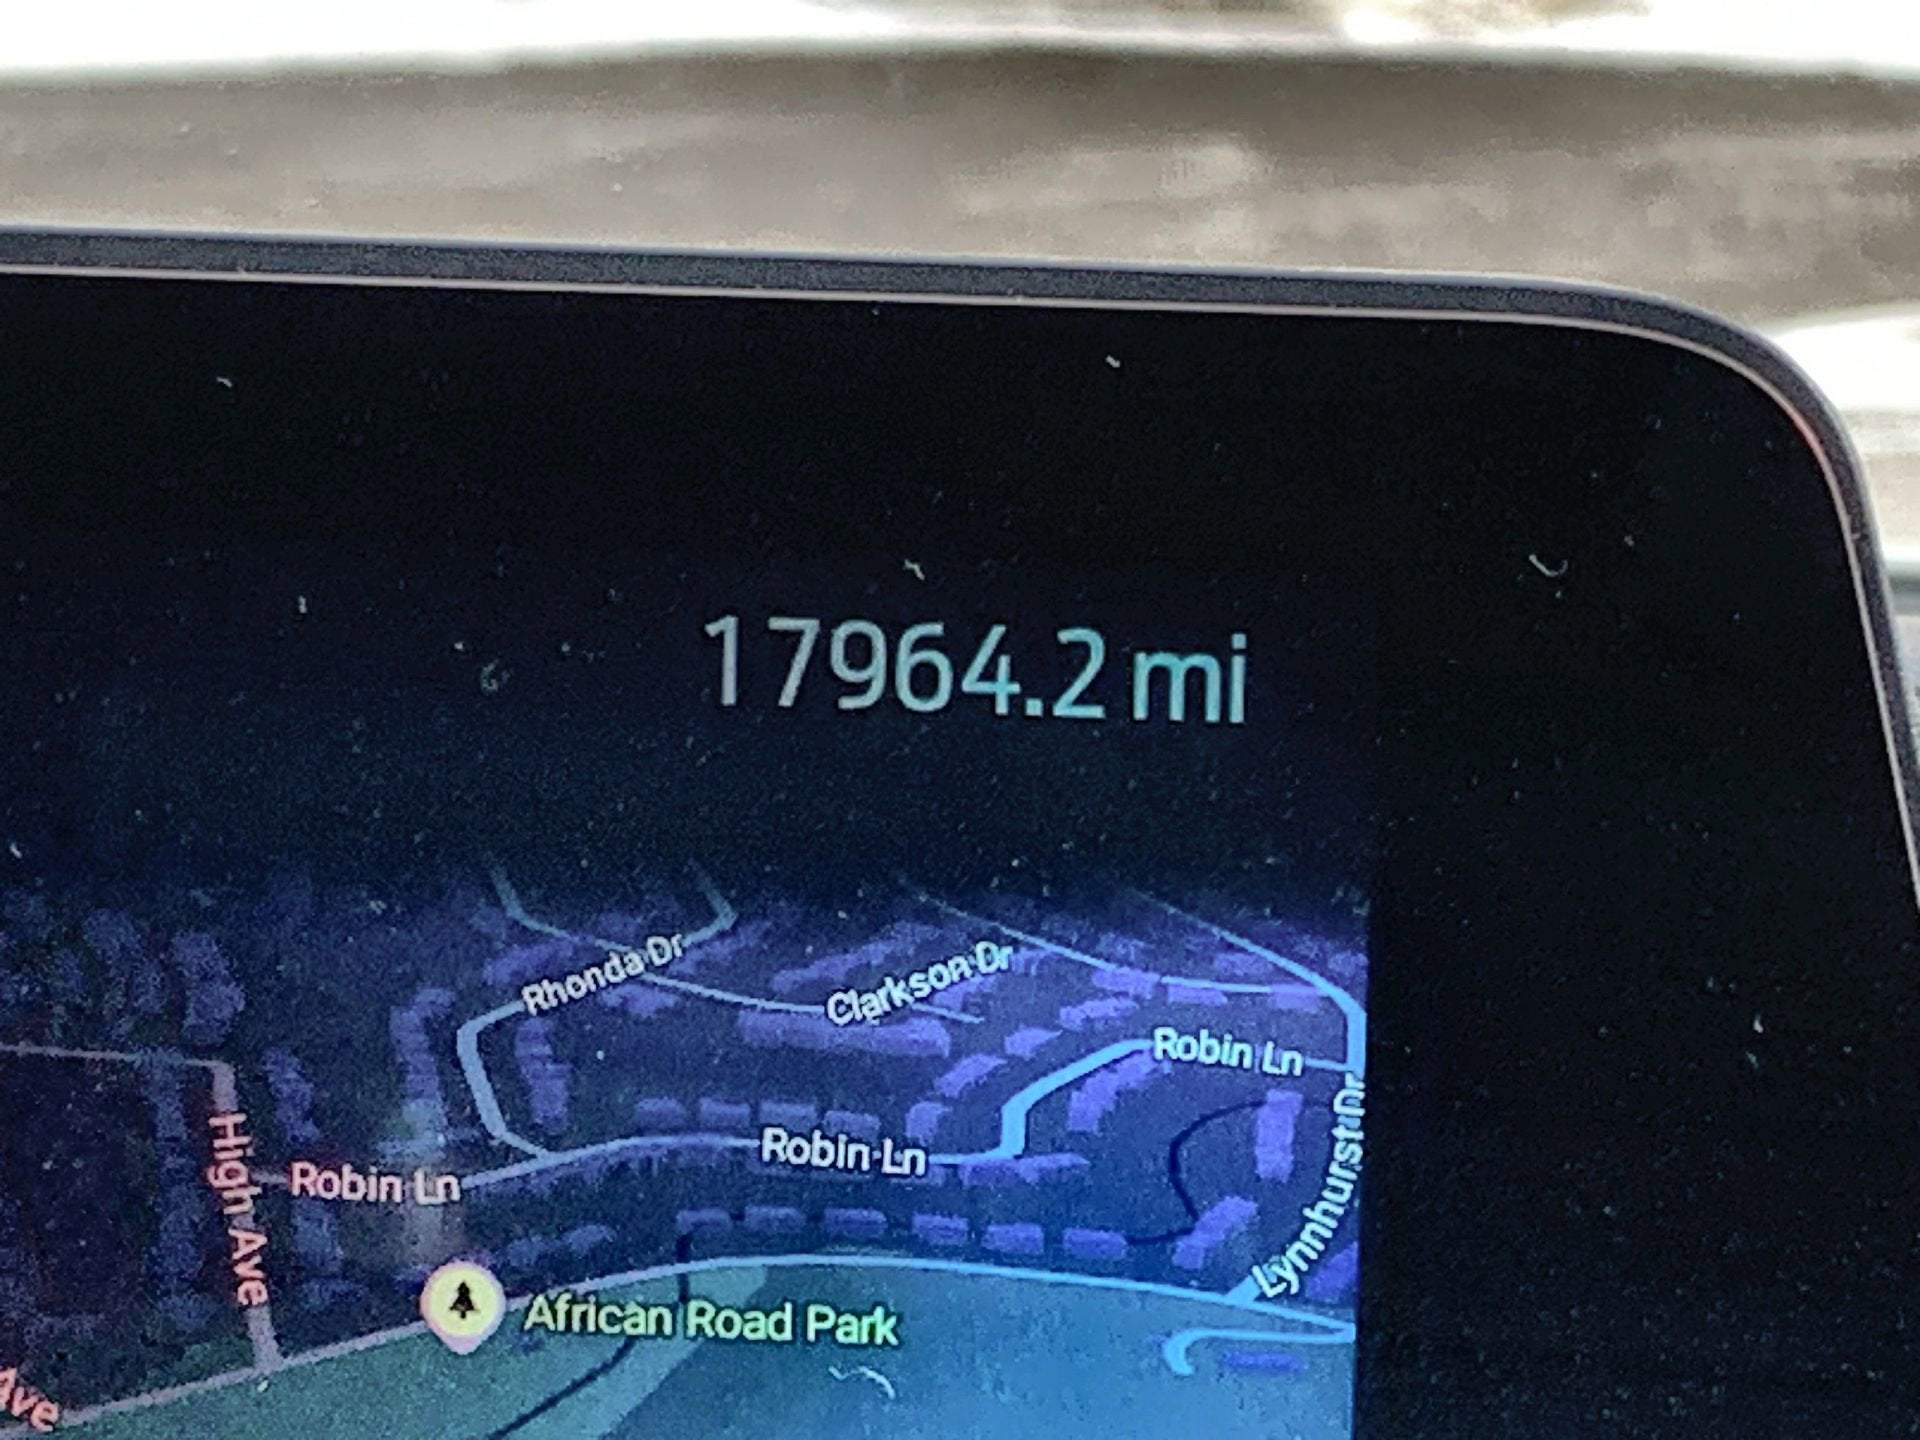 17964.2 mi
Rhonda Dr
Clarkson Dr
Robin Ln
Robin Ln
Robin Ln
High Ave
Lynnhurst Dr
African Road Park
Ave